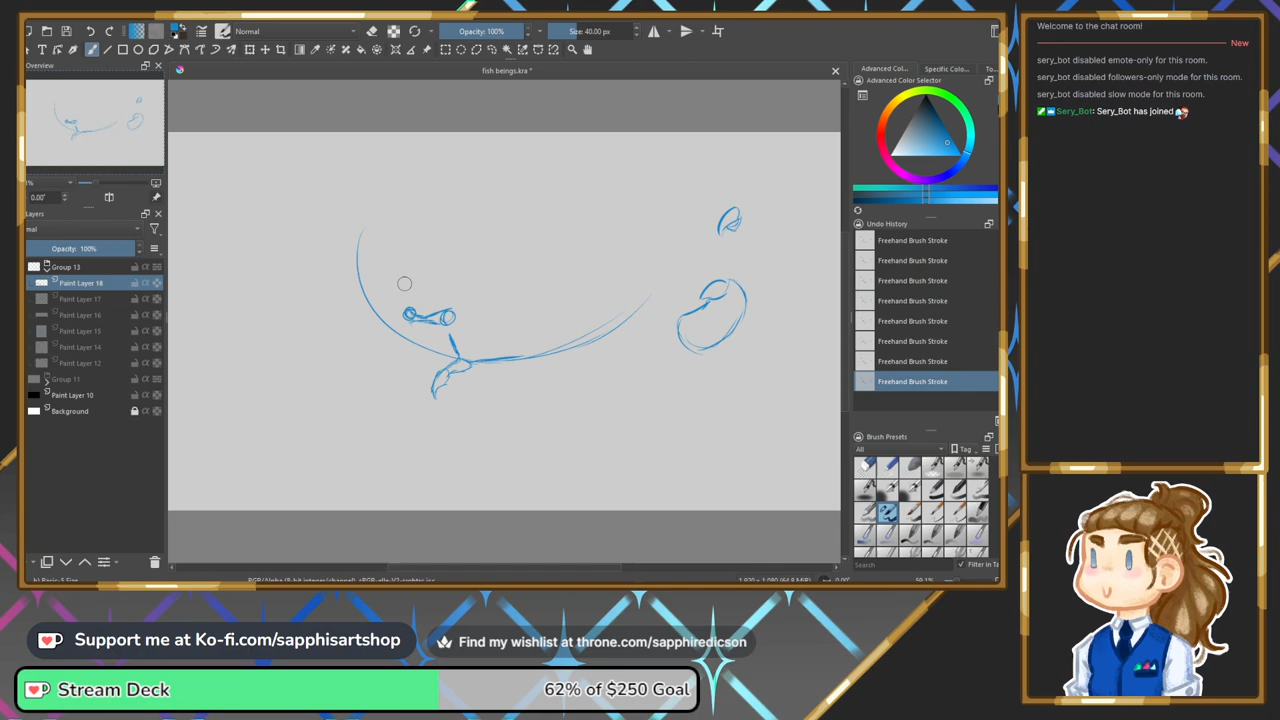 Normal
Opacity: 100%
Size: 40.00 px
Overview
fish beings.kra *
Advanced Col...
Specific Colo...
To...
Advanced Color Selector
0.00°
Layers
Opacity: 100%
Group 13
Paint Layer 18
Paint Layer 17
Paint Layer 16
Paint Layer 15
Paint Layer 14
Paint Layer 12
Group 11
Paint Layer 10
Background
Undo History
Freehand Brush Stroke
Freehand Brush Stroke
Freehand Brush Stroke
Freehand Brush Stroke
Freehand Brush Stroke
Freehand Brush Stroke
Freehand Brush Stroke
Freehand Brush Stroke
Brush Presets
All
Tag
Search
Filter in Ta
Welcome to the chat room!
New
sery_bot disabled emote-only for this room.
sery_bot disabled followers-only mode for this room.
sery_bot disabled slow mode for this room.
Sery_Bot: Sery_Bot has joined
Support me at Ko-fi.com/sapphisartshop
Find my wishlist at throne.com/sapphiredicson
Stream Deck
62% of $250 Goal